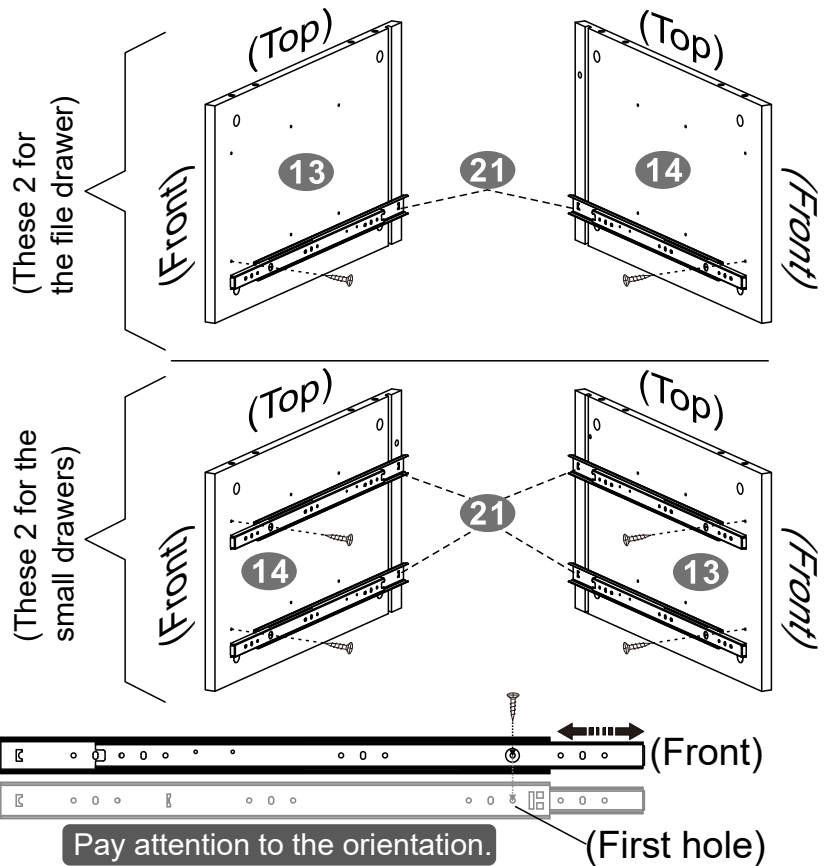 (Top)
(Top)
(These 2 for
the file drawer)
(Front)
13
21
14
(Front)
(Top)
(Top)
(These 2 for the
small drawers)
(Front)
14
21
13
(Front)
(Front)
Pay attention to the orientation.
(First hole)